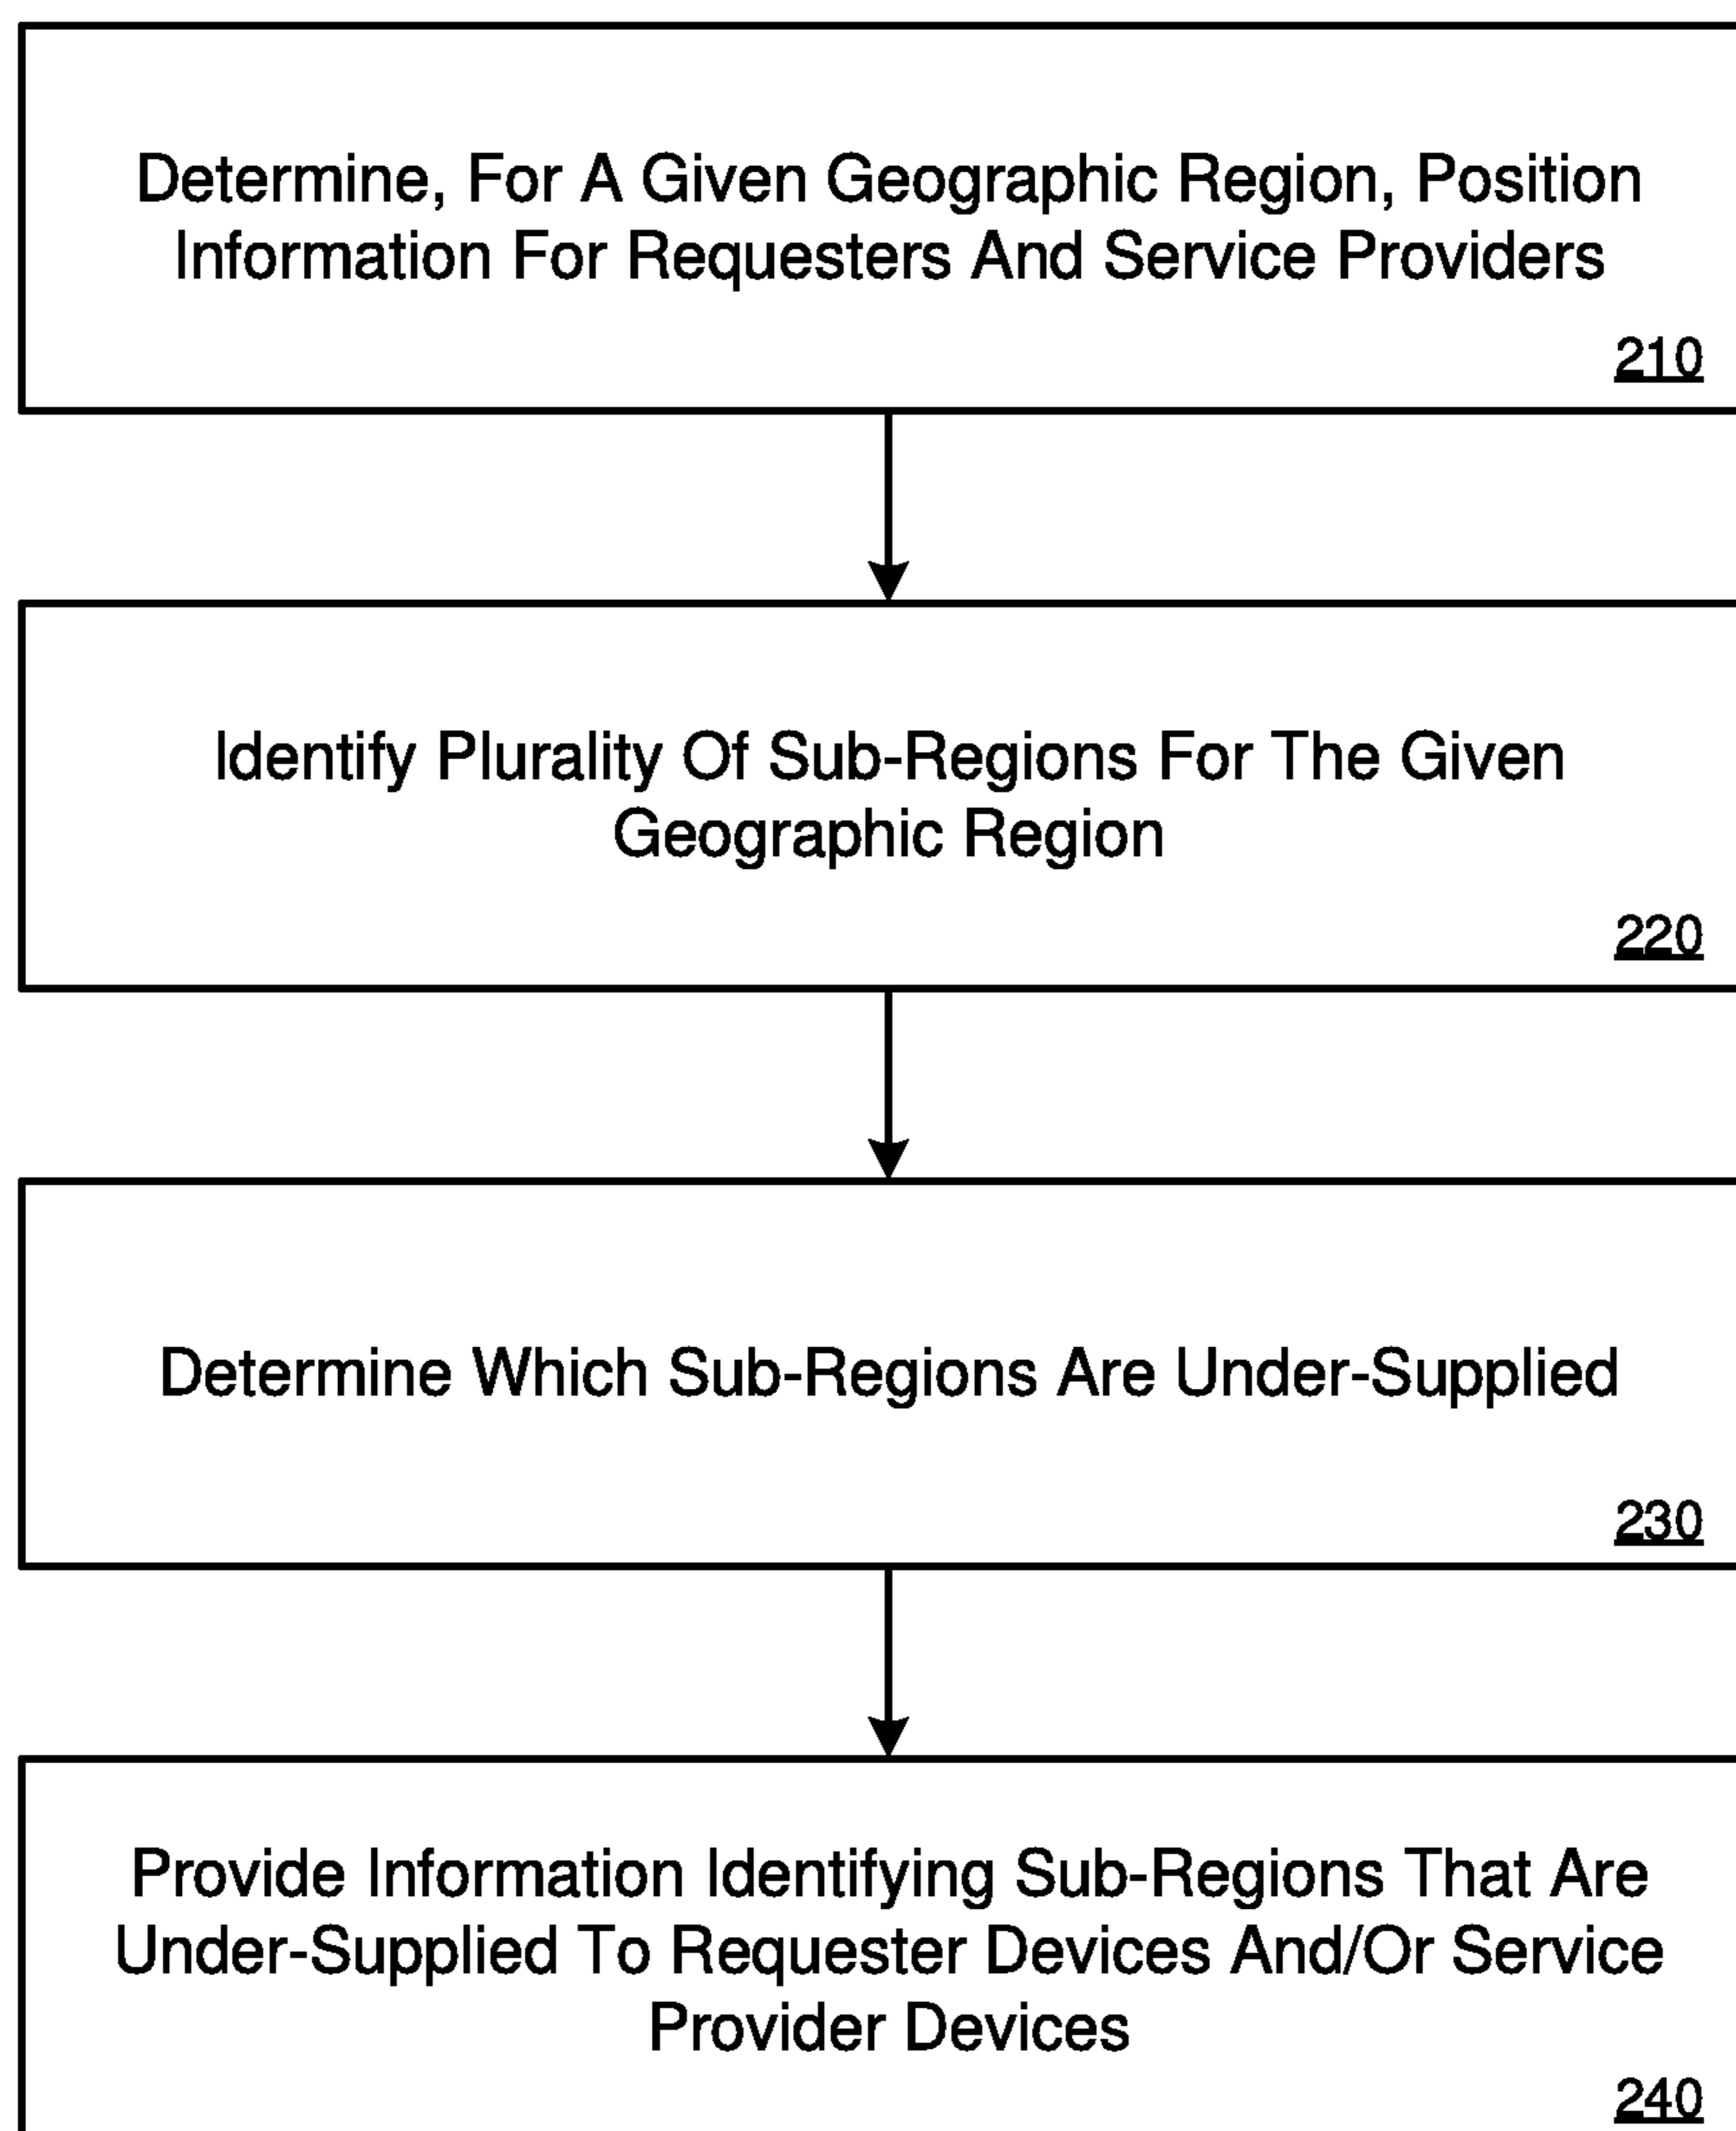 Determine, For A Given Geographic Region, Position
Information For Requesters And Service Providers
210
Identify Plurality Of Sub-Regions For The Given
Geographic Region
220
Determine Which Sub-Regions Are Under-Supplied
230
Provide Information Identifying Sub-Regions That Are
Under-Supplied To Requester Devices And/Or Service
Provider Devices
240